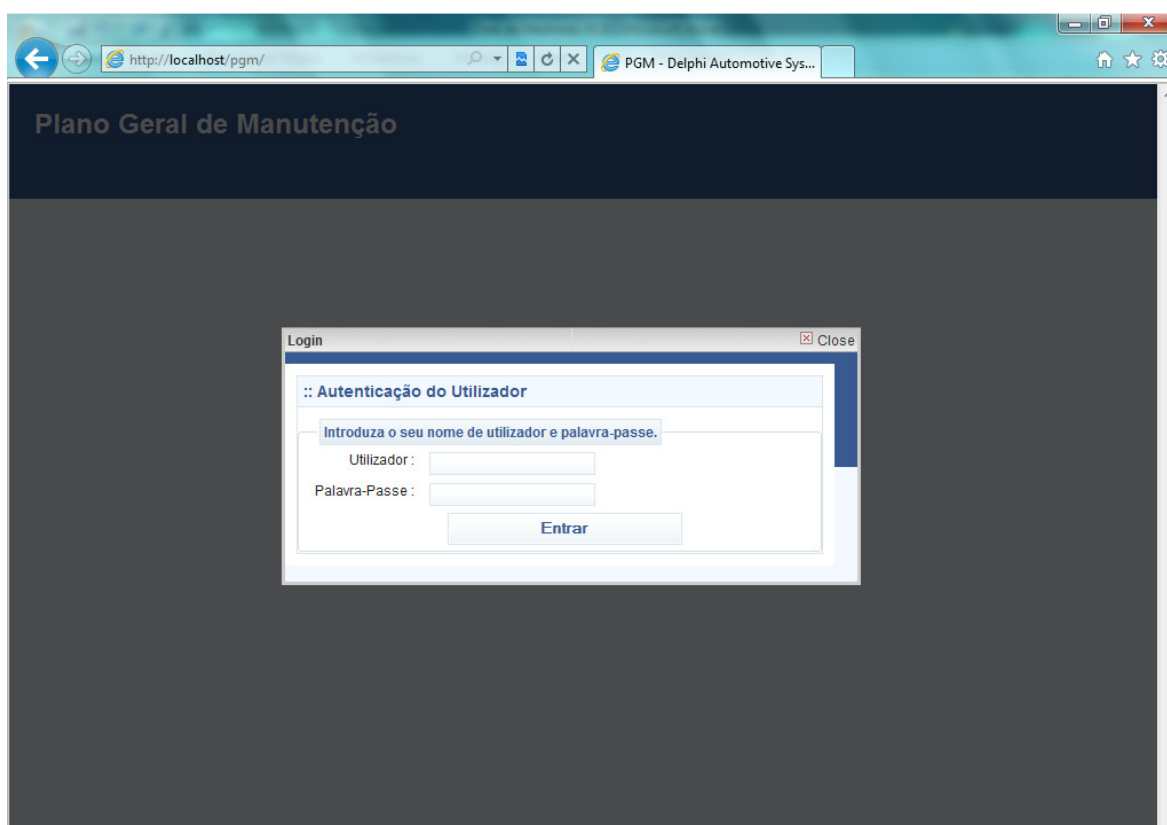 http://localhost/pgm/
PGM - Delphi Automotive Sys...
Plano Geral de Manutenção
Login
Close
:: Autenticação do Utilizador
Introduza o seu nome de utilizador e palavra-passe.
Utilizador :
Palavra-Passe :
Entrar